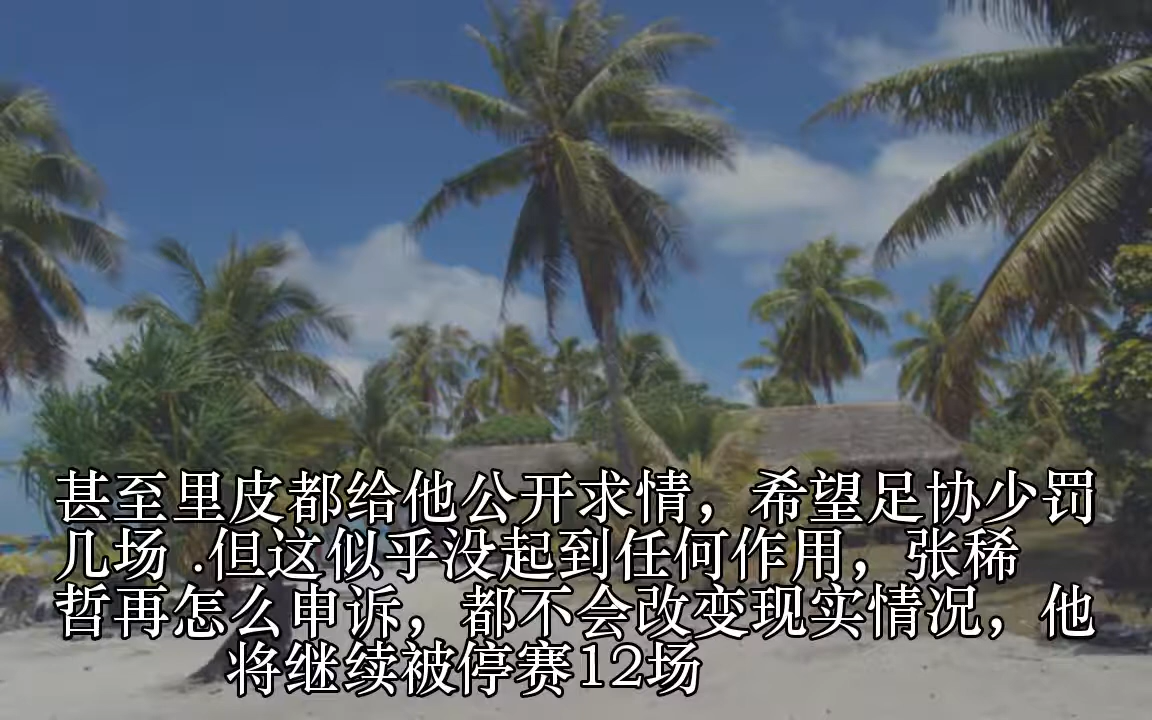 甚至里皮都给他公开求情，希望足协少罚
几场 .但这似乎没起到任何作用，张稀
哲再怎么申诉，都不会改变现实情况，他
将继续被停赛12场